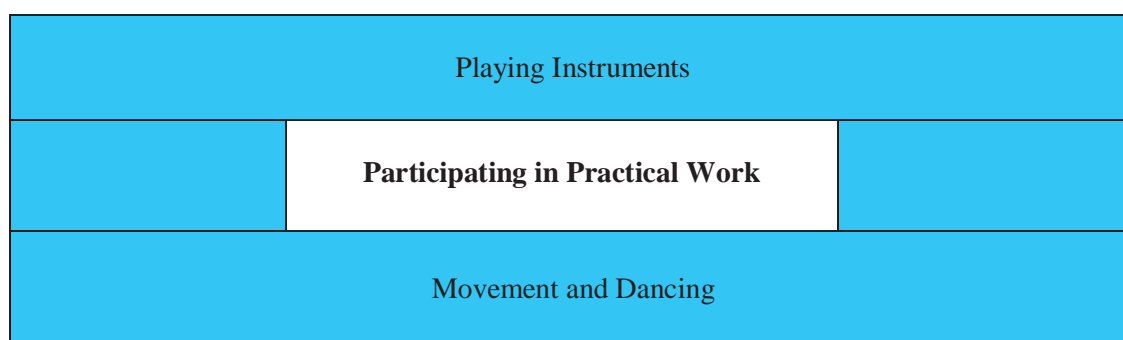 Playing Instruments
Participating in Practical Work
Movement and Dancing